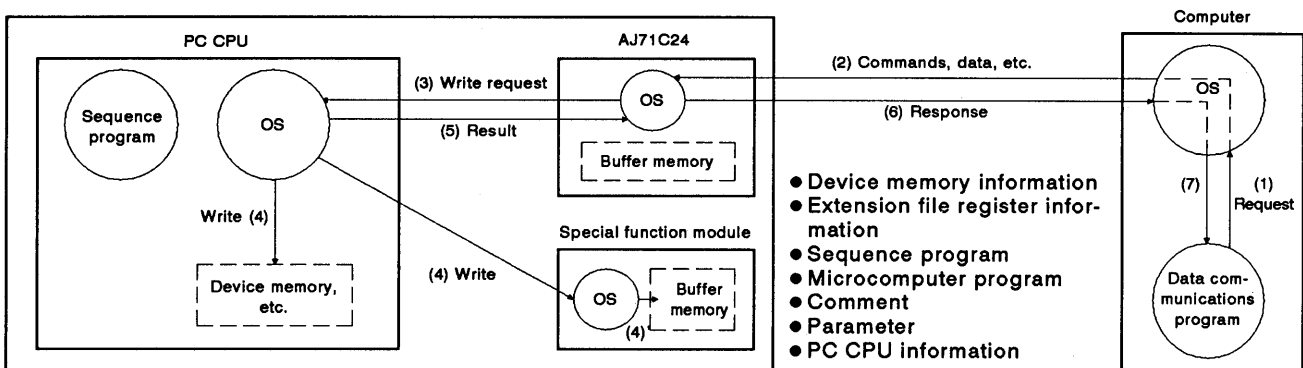 Computer
PC CPU
AJ71C24
(2) Commands, data, etc.
(3) Write request
OS
OS
OS
Sequence
program
(5) Result
(6) Response
Buffer memory
● Device memory information
● Extension file register infor-
mation
● Sequence program
● Microcomputer program
● Comment
● Parameter
● PC CPU information
(7)
(1)
Request
Write (4)
Special function module
(4) Write
Device memory,
etc.
OS
Buffer
memory
(4)'
Data com-
munications
program